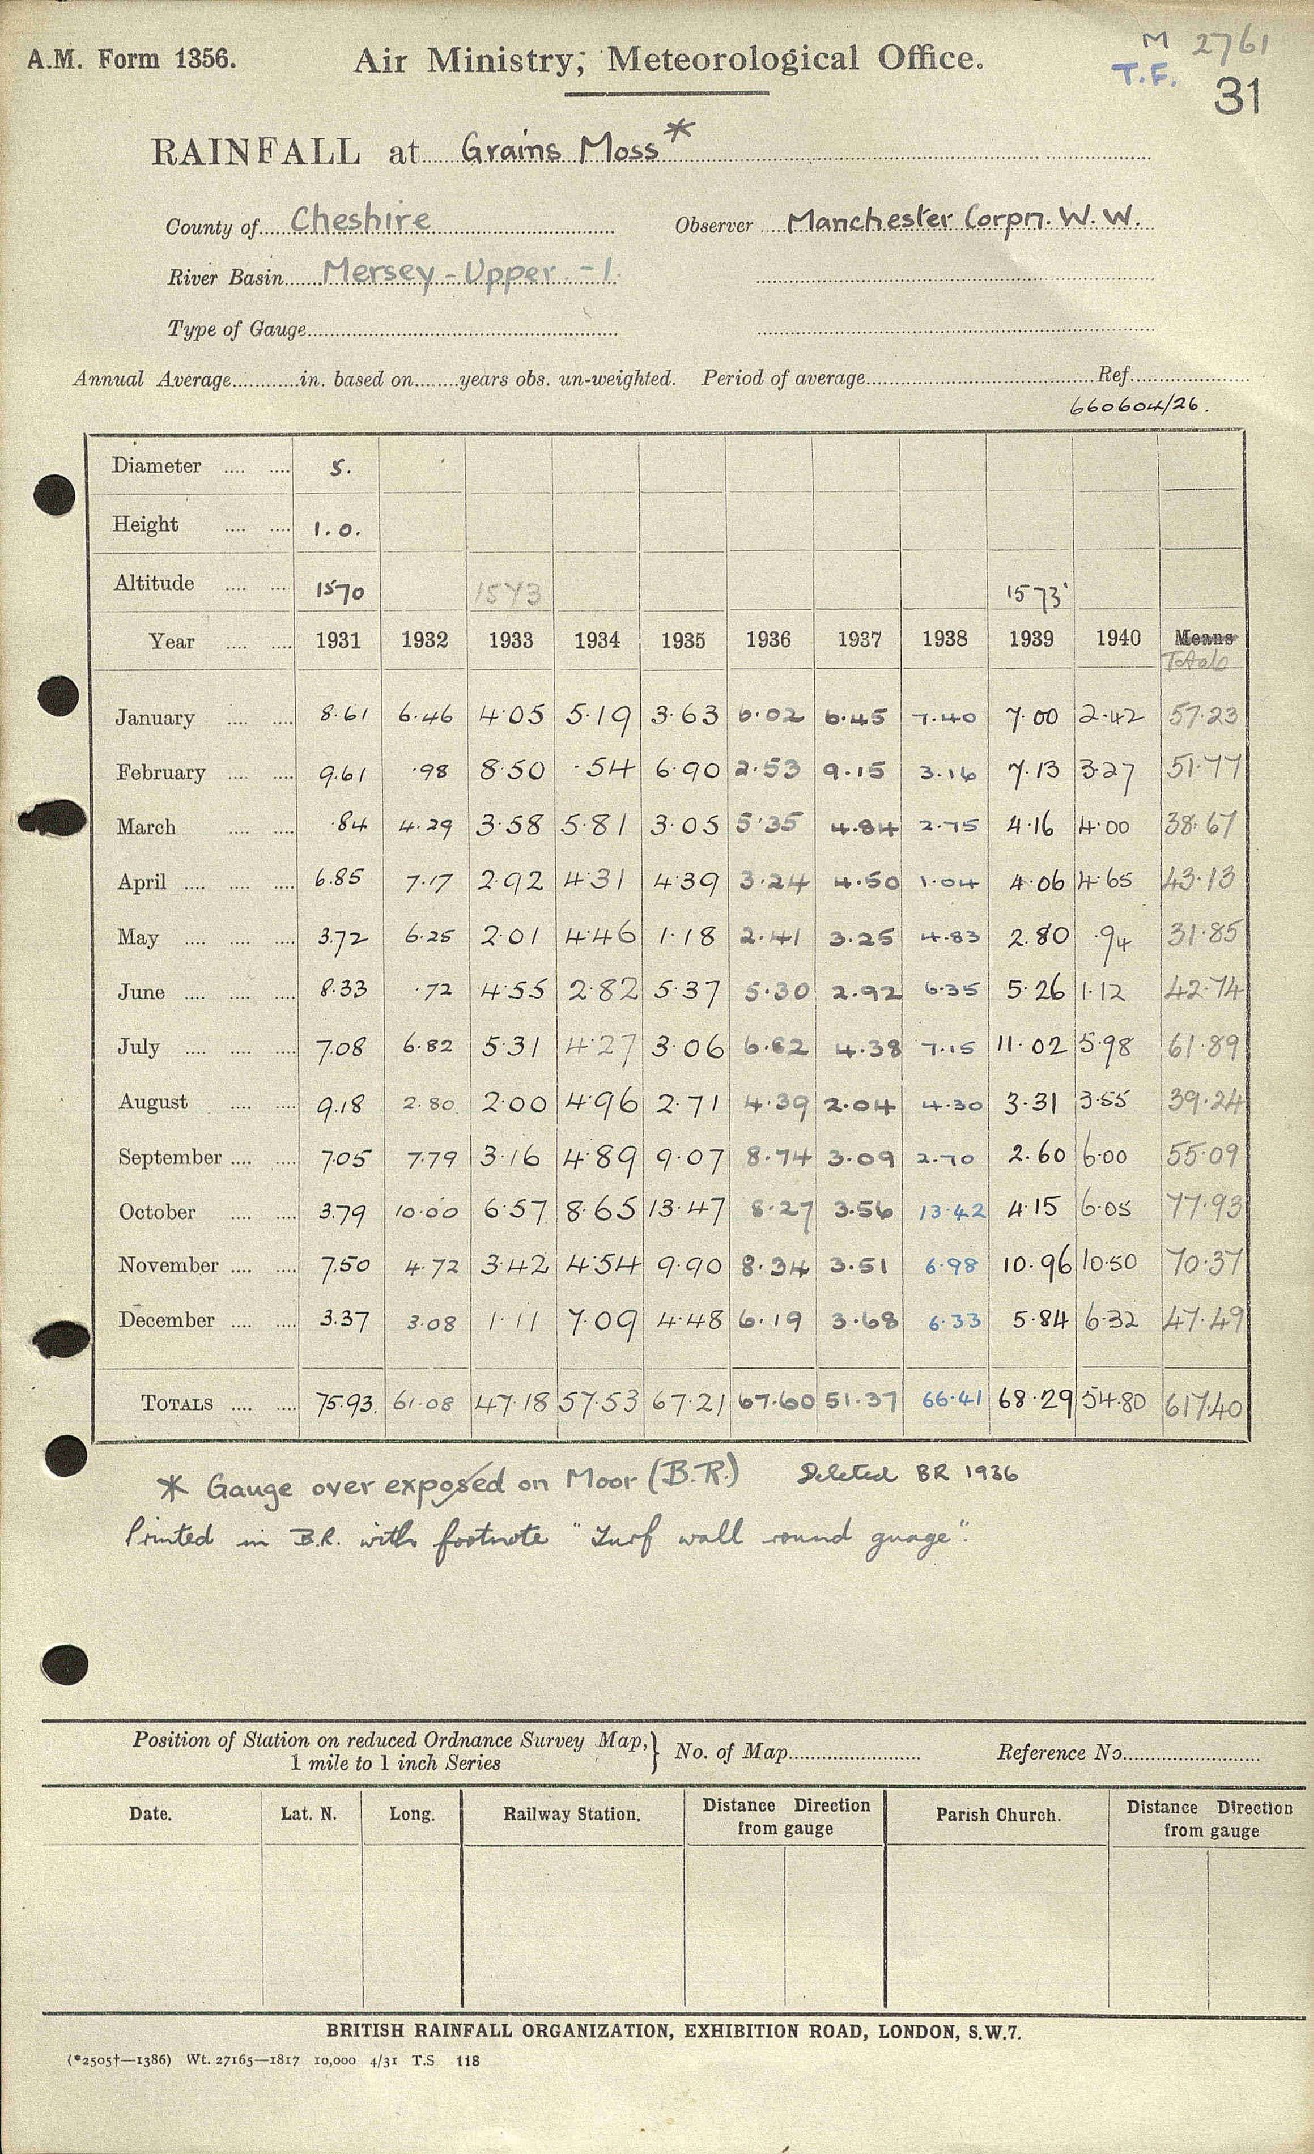 A.M. Form 1356.
Air Ministry, Meteorological Office.
M 2761
T.F.
31
RAINFALL at Grains Moss*
County of Cheshire Observer Manchester Corpn. W.W.
River Basin Mersey - Upper - 1.
Type of Gauge
Annual Average in. based on years obs. un-weighted. Period of average Ref.
660604/26.
Diameter 5.
Height 1.0.
Altitude 1570 1573 1573'
Year 1931 1932 1933 1934 1935 1936 1937 1938 1939 1940 Means
Totals
January 8.61 6.46 4.05 5.19 3.63 6.02 6.45 7.40 7.00 2.42 57.23
February 9.61 .98 8.50 .54 6.90 2.53 9.15 3.16 7.13 3.27 51.77
March .84 4.29 3.58 5.81 3.05 5.35 4.84 2.75 4.16 4.00 38.67
April 6.85 7.17 2.92 4.31 4.39 3.24 4.50 1.04 4.06 4.65 43.13
May 3.72 6.25 2.01 4.46 1.18 2.41 3.25 4.83 2.80 .94 31.85
June 8.33 .72 4.55 2.82 5.37 5.30 2.92 6.35 5.26 1.12 42.74
July 7.08 6.82 5.31 4.27 3.06 6.82 4.38 7.15 11.02 5.98 61.89
August 9.18 2.80 2.00 4.96 2.71 4.39 2.04 4.30 3.31 3.55 39.24
September 7.05 7.79 3.16 4.89 9.07 8.74 3.09 2.70 2.60 6.00 55.09
October 3.79 10.00 6.57 8.65 13.47 8.27 3.56 13.42 4.15 6.05 77.93
November 7.50 4.72 3.42 4.54 9.90 8.34 3.51 6.98 10.96 10.50 70.37
December 3.37 3.08 1.11 7.09 4.48 6.19 3.68 6.33 5.84 6.32 47.49
TOTALS 75.93 61.08 47.18 57.53 67.21 67.60 51.37 66.41 68.29 54.80 617.40
* Gauge over exposed on Moor (B.R.) Deleted BR 1936
Printed in B.R. with footnote "Turf wall round guage".
Position of Station on reduced Ordnance Survey Map,
1 mile to 1 inch Series } No. of Map Reference No.
Date. Lat. N. Long. Railway Station. Distance Direction from gauge Parish Church. Distance Direction from gauge
BRITISH RAINFALL ORGANIZATION, EXHIBITION ROAD, LONDON, S.W.7.
(*2505†—1386) Wt. 27165—1817 10,000 4/31 T.S 118